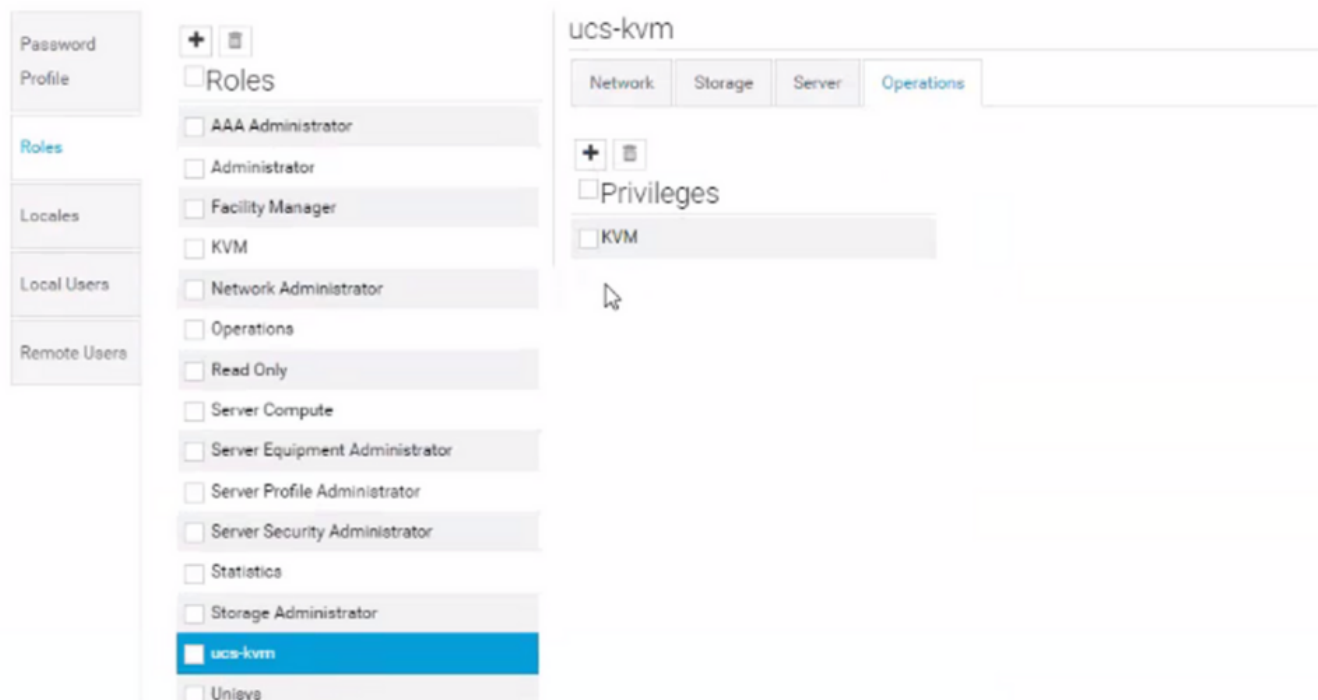 Password
Profile
Roles
Locales
Local Users
Remote Users
Roles
AAA Administrator
Administrator
Facility Manager
KVM
Network Administrator
Operations
Read Only
Server Compute
Server Equipment Administrator
Server Profile Administrator
Server Security Administrator
Statistics
Storage Administrator
ucs-kvm
Unisys
ucs-kvm
Network
Storage
Server
Operations
Privileges
KVM